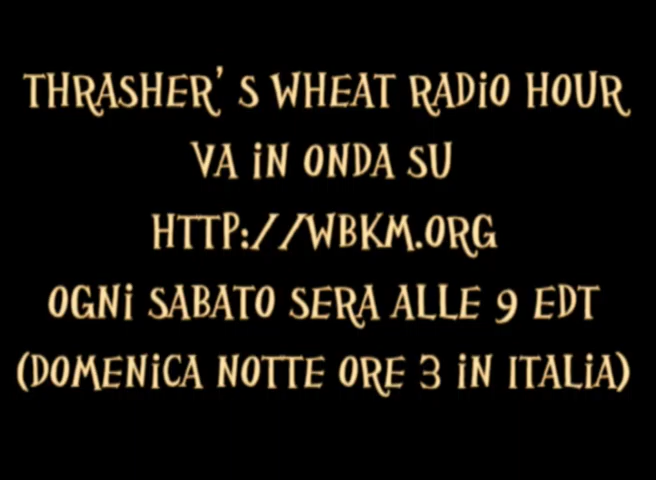 THRASHER' S WHEAT RADiO HOUR
VA iN ONDA SU
HTTP://WBKM.ORG
OGNi SABATO SERA ALLE 9 EDT
(DOMENiCA NOTTE ORE 3 iN ITALiA)